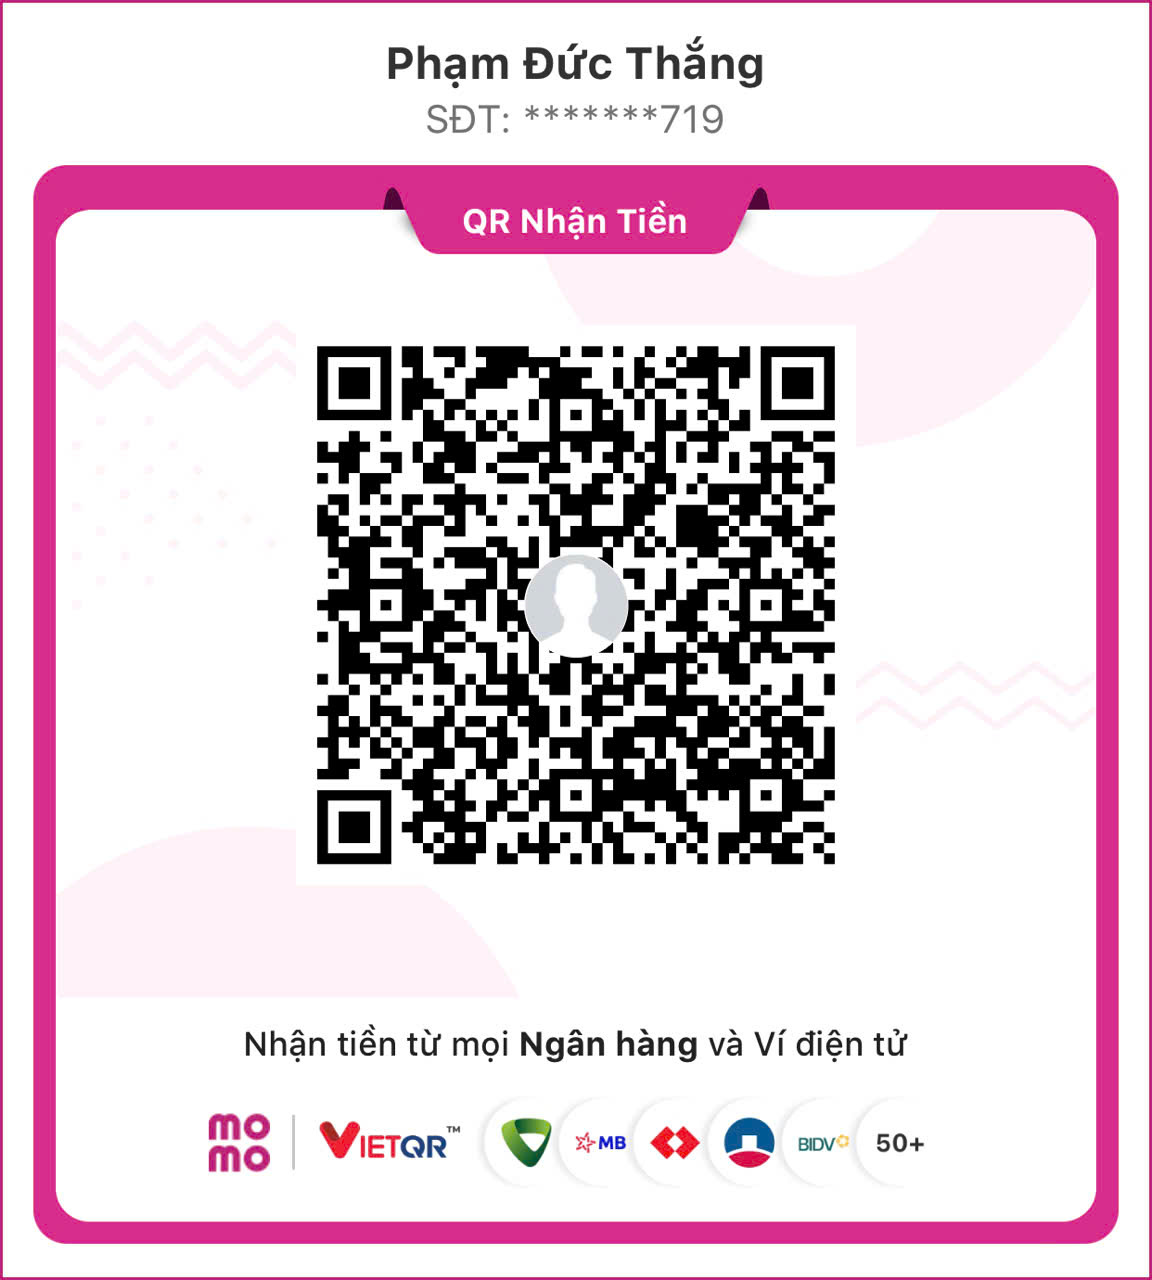 Phạm Đức Thắng
SĐT: *******719
QR Nhận Tiền
Nhận tiền từ mọi Ngân hàng và Ví điện tử
mo mo VIETQR™ MB BIDV 50+